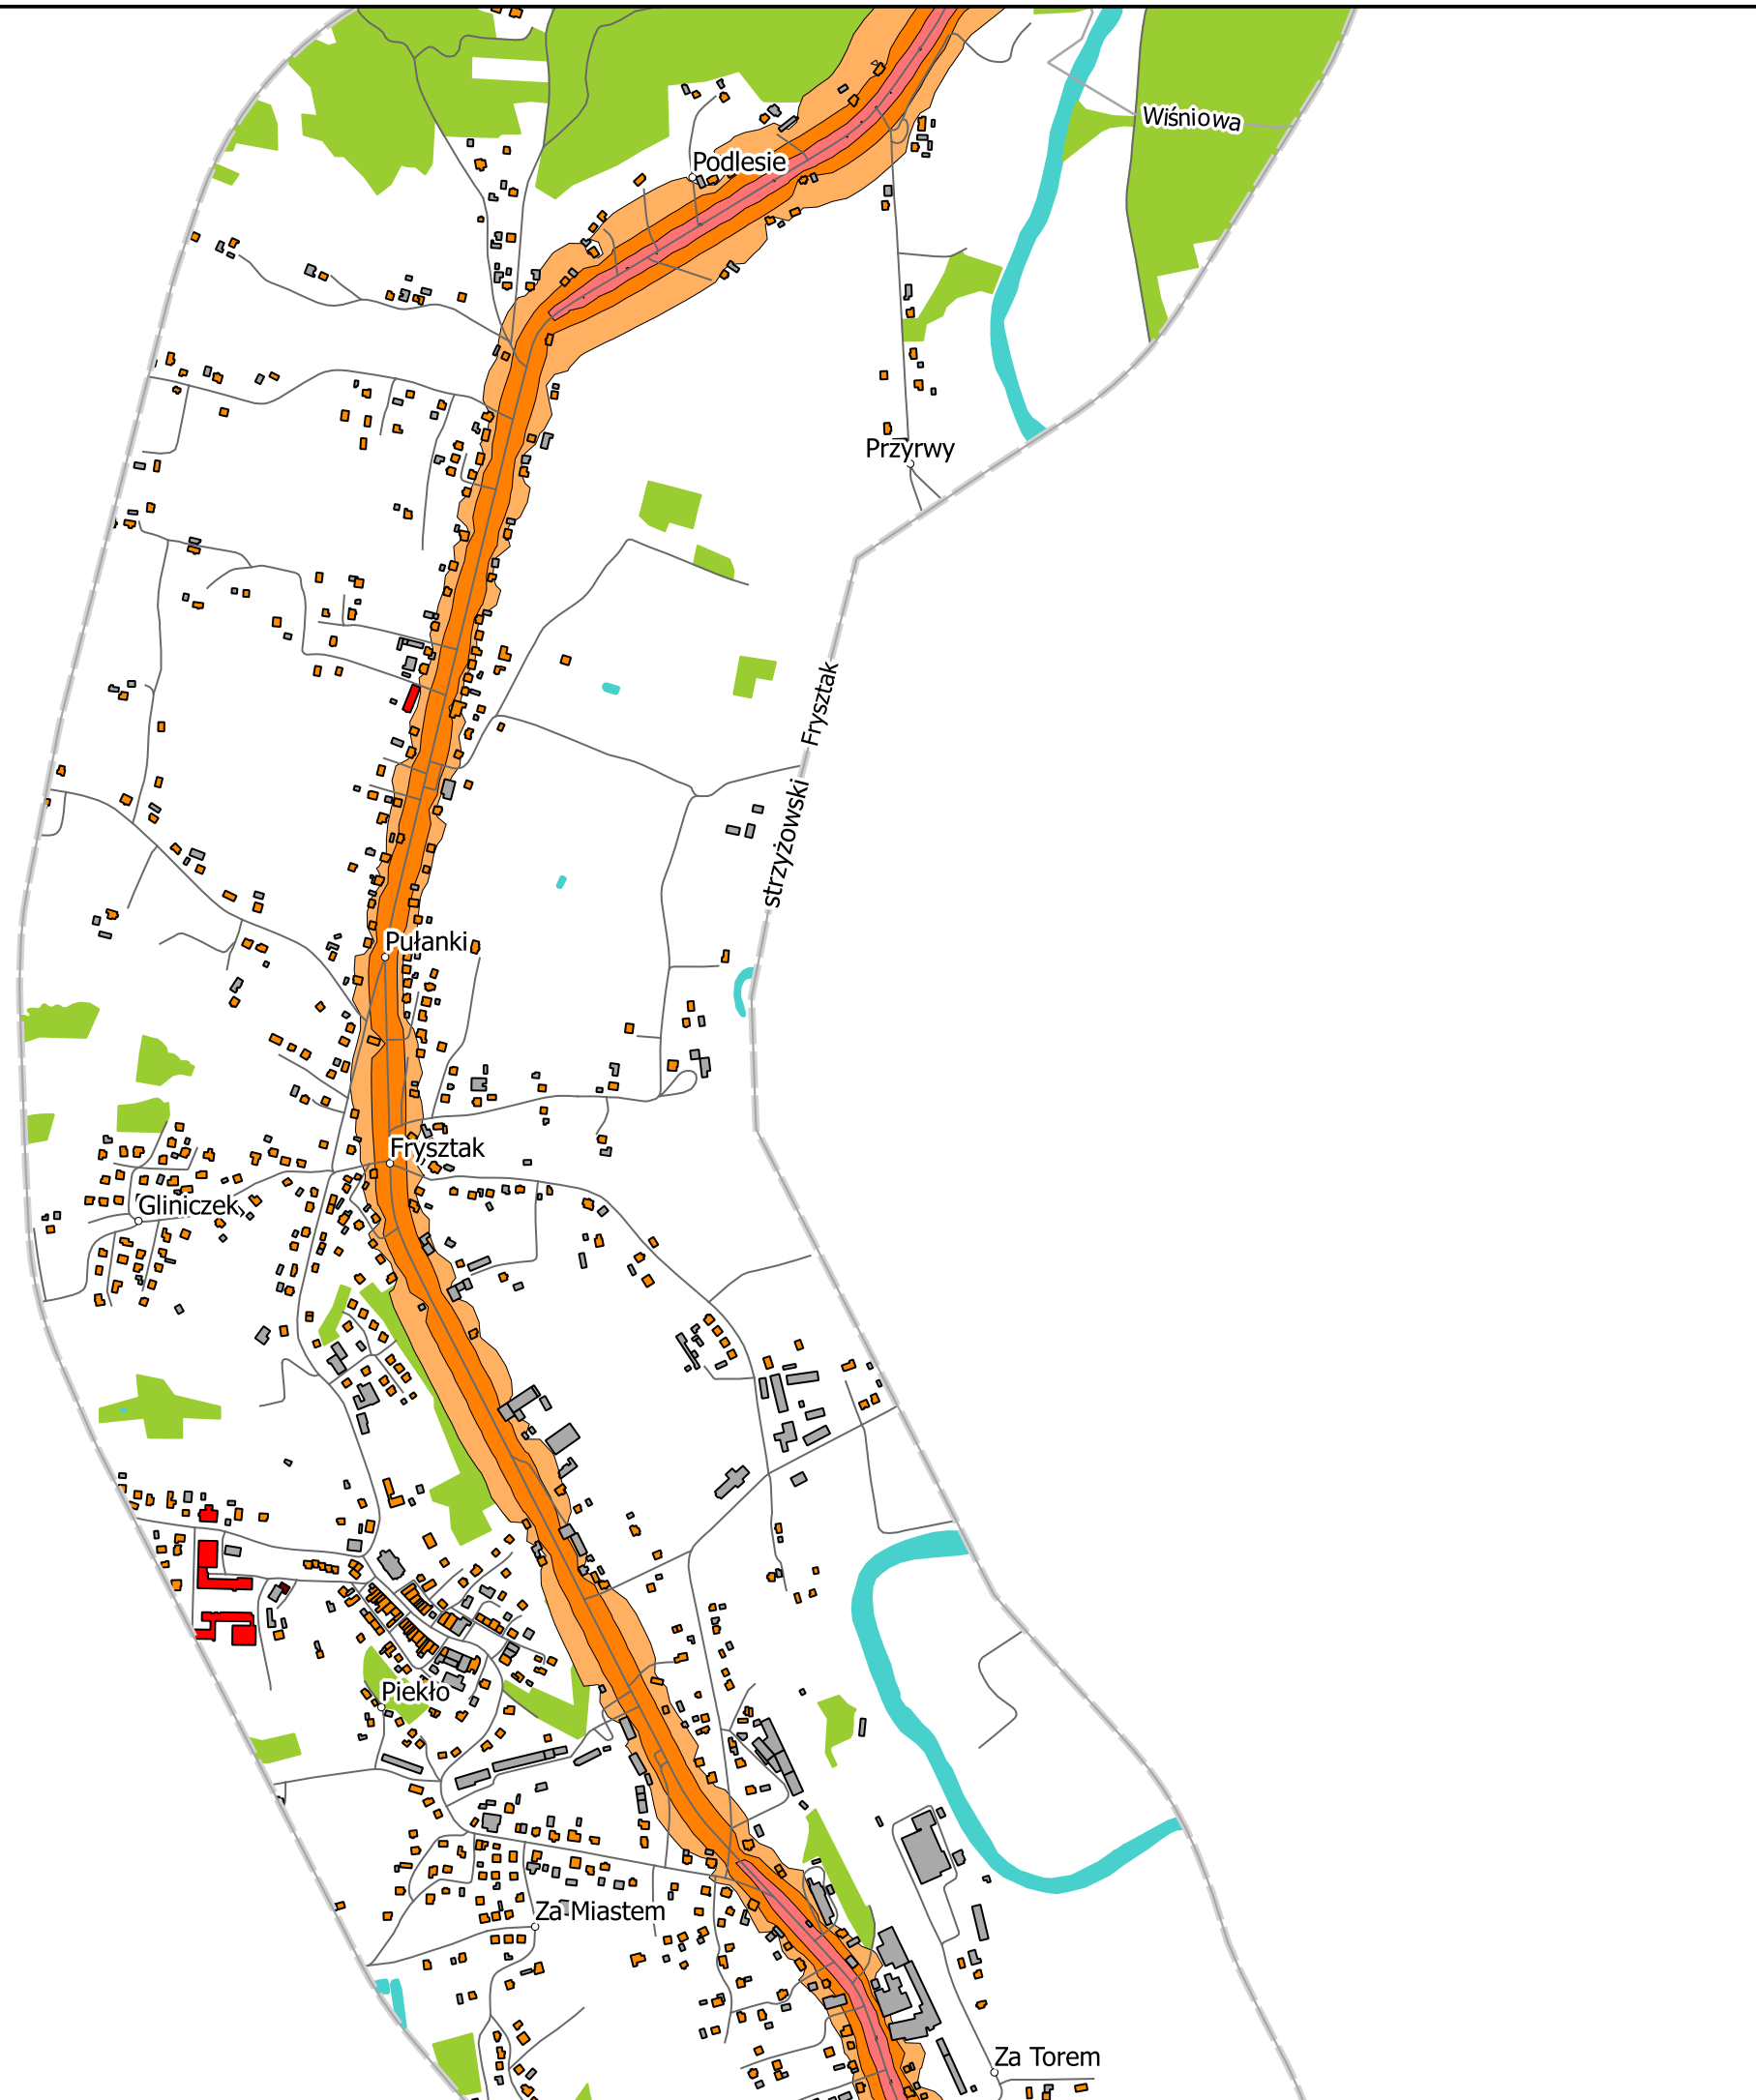 Wiśniowa
Podlesie
Przyrwy
strzyżowski Frysztak
Pułanki
Frysztak
Gliniczek
Piekło
Za Miastem
Za Torem